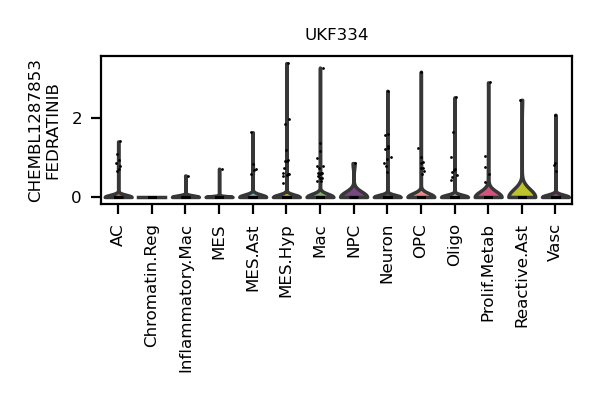 UKF334
CHEMBL1287853
FEDRATINIB
2
0
AC
Chromatin.Reg
Inflammatory.Mac
MES
MES.Ast
MES.Hyp
Mac
NPC
Neuron
OPC
Oligo
Prolif.Metab
Reactive.Ast
Vasc